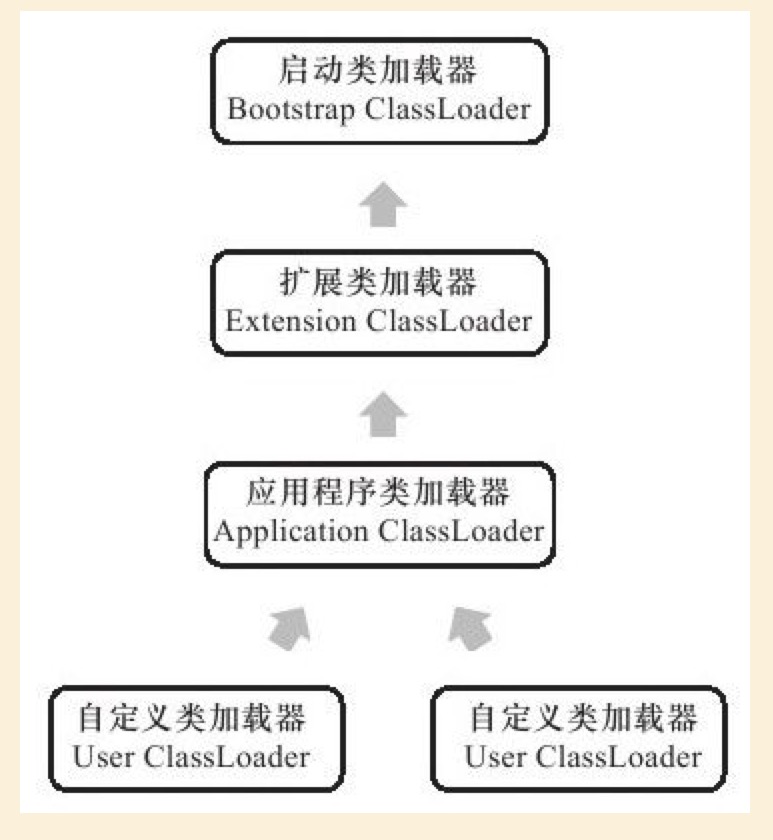 启动类加载器
Bootstrap ClassLoader
扩展类加载器
Extension ClassLoader
应用程序类加载器
Application ClassLoader
自定义类加载器
User ClassLoader
自定义类加载器
User ClassLoader